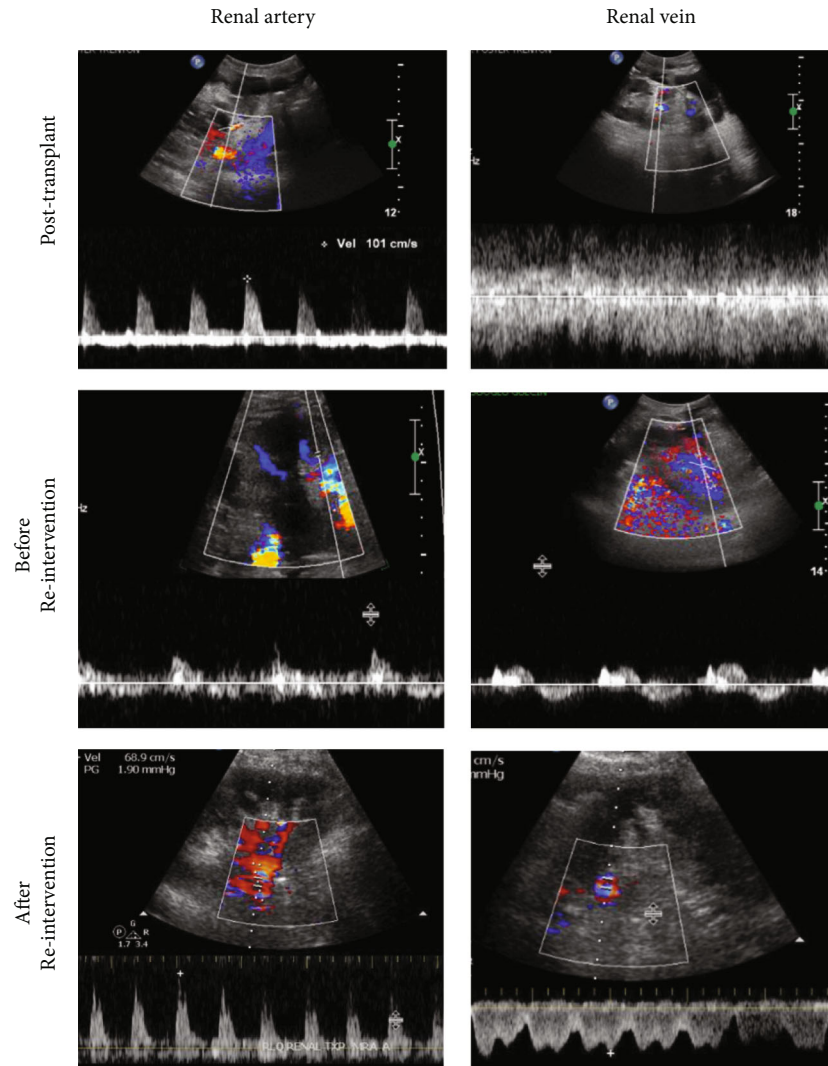 Renal artery
Renal vein
Post-transplant
P
P
12
18
Vel 101 cm/s
Before
Re-intervention
Hz
P
X
X
14
After
Re-intervention
Vel 68.9 cm/s
PG 1.90 mmHg
cm/s
mmHg
G
P R
1.7 3.4